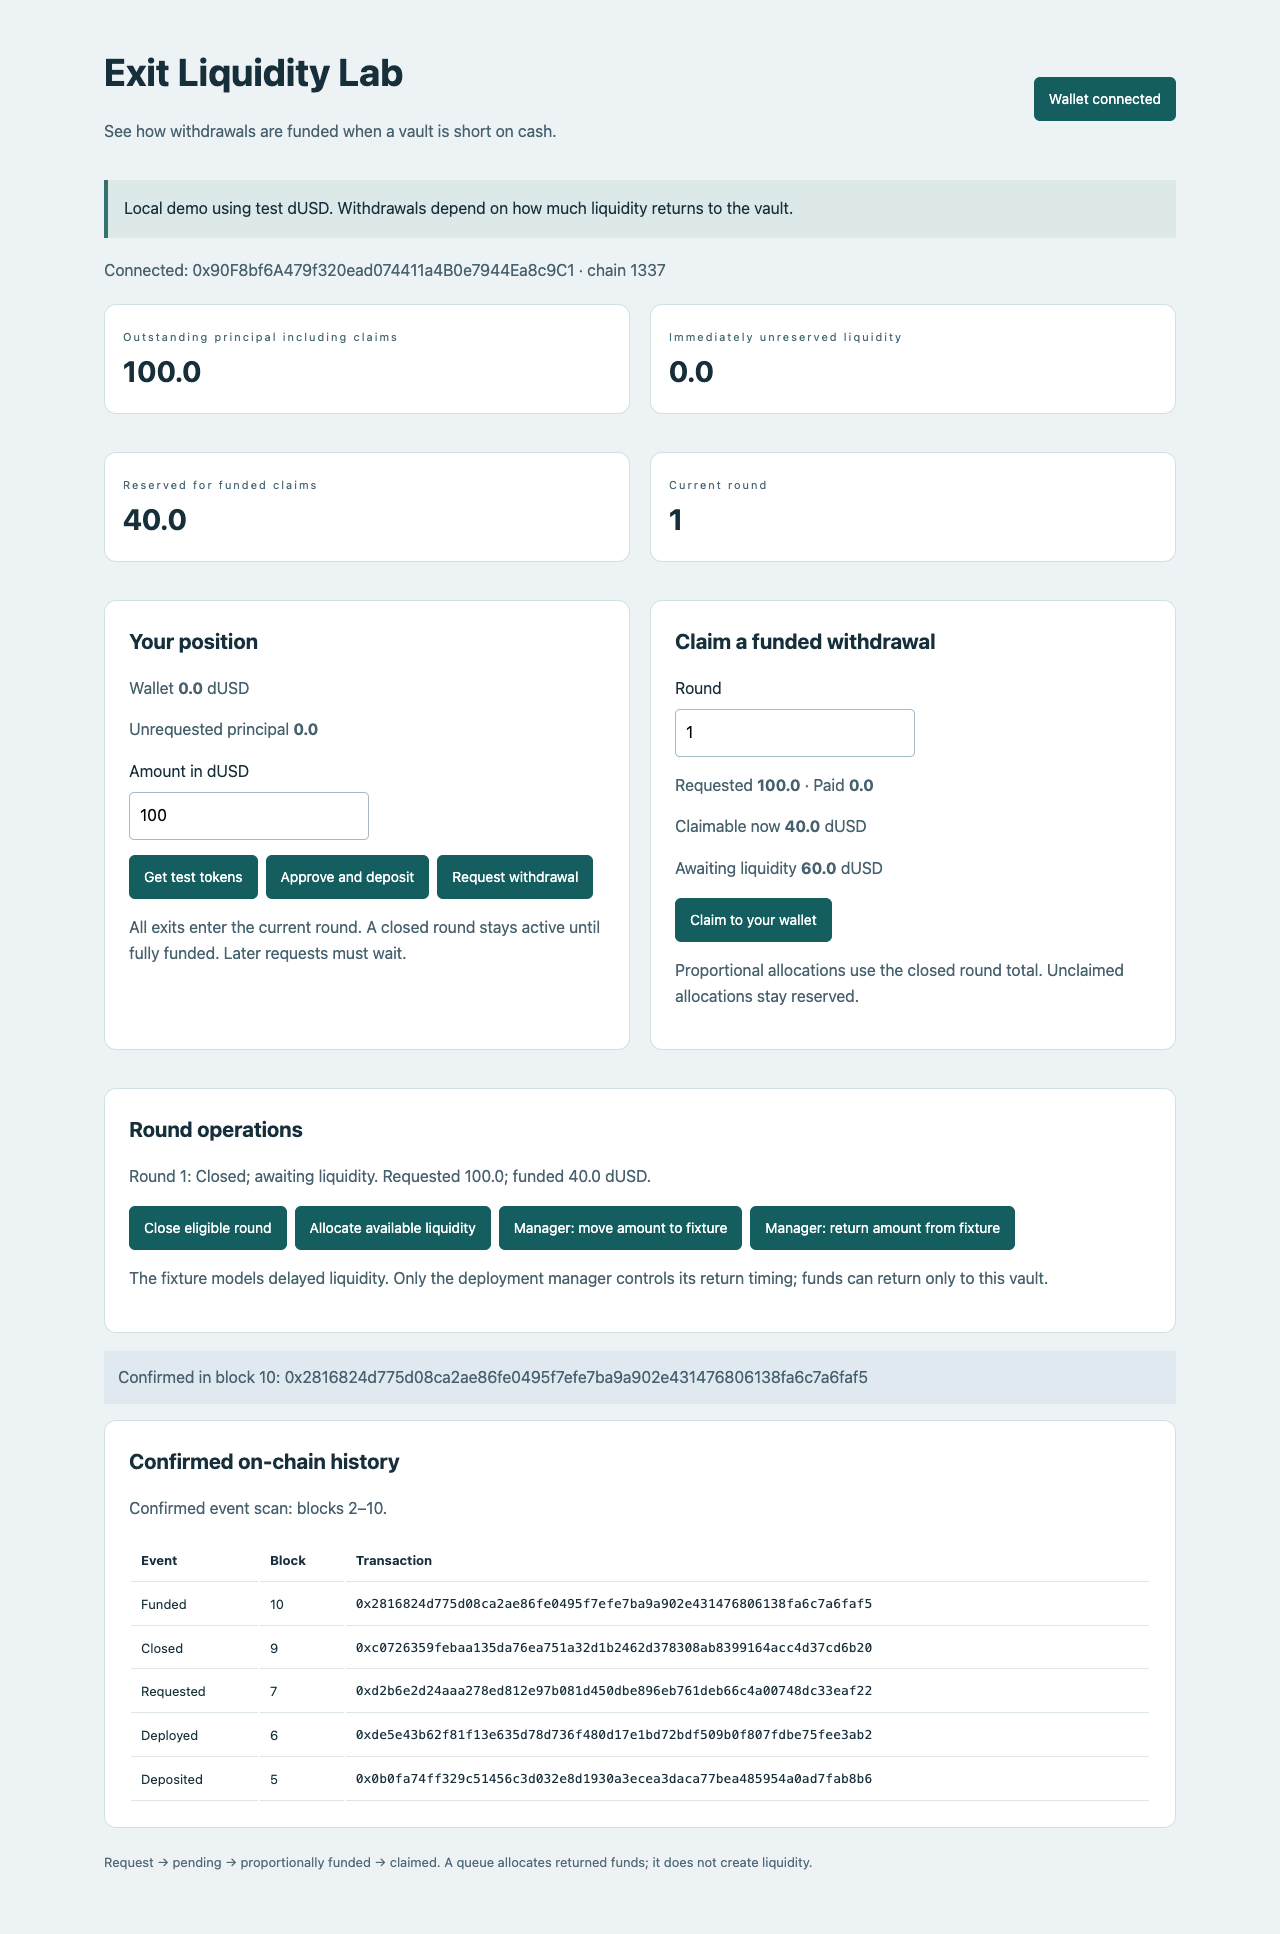 Exit Liquidity Lab
Wallet connected
See how withdrawals are funded when a vault is short on cash.
Local demo using test dUSD. Withdrawals depend on how much liquidity returns to the vault.
Connected: 0x90F8bf6A479f320ead074411a4B0e7944Ea8c9C1 · chain 1337
Outstanding principal including claims
100.0
Immediately unreserved liquidity
0.0
Reserved for funded claims
40.0
Current round
1
Your position
Wallet 0.0 dUSD
Unrequested principal 0.0
Amount in dUSD
100
Get test tokens
Approve and deposit
Request withdrawal
All exits enter the current round. A closed round stays active until
fully funded. Later requests must wait.
Claim a funded withdrawal
Round
1
Requested 100.0 · Paid 0.0
Claimable now 40.0 dUSD
Awaiting liquidity 60.0 dUSD
Claim to your wallet
Proportional allocations use the closed round total. Unclaimed
allocations stay reserved.
Round operations
Round 1: Closed; awaiting liquidity. Requested 100.0; funded 40.0 dUSD.
Close eligible round
Allocate available liquidity
Manager: move amount to fixture
Manager: return amount from fixture
The fixture models delayed liquidity. Only the deployment manager controls its return timing; funds can return only to this vault.
Confirmed in block 10: 0x2816824d775d08ca2ae86fe0495f7efe7ba9a902e431476806138fa6c7a6faf5
Confirmed on-chain history
Confirmed event scan: blocks 2–10.
Event Block Transaction
Funded 10 0x2816824d775d08ca2ae86fe0495f7efe7ba9a902e431476806138fa6c7a6faf5
Closed 9 0xc0726359febaa135da76ea751a32d1b2462d378308ab8399164acc4d37cd6b20
Requested 7 0xd2b6e2d24aaa278ed812e97b081d450dbe896eb761deb66c4a00748dc33eaf22
Deployed 6 0xde5e43b62f81f13e635d78d736f480d17e1bd72bdf509b0f807fdbe75fee3ab2
Deposited 5 0x0b0fa74ff329c51456c3d032e8d1930a3ecea3daca77bea485954a0ad7fab8b6
Request → pending → proportionally funded → claimed. A queue allocates returned funds; it does not create liquidity.